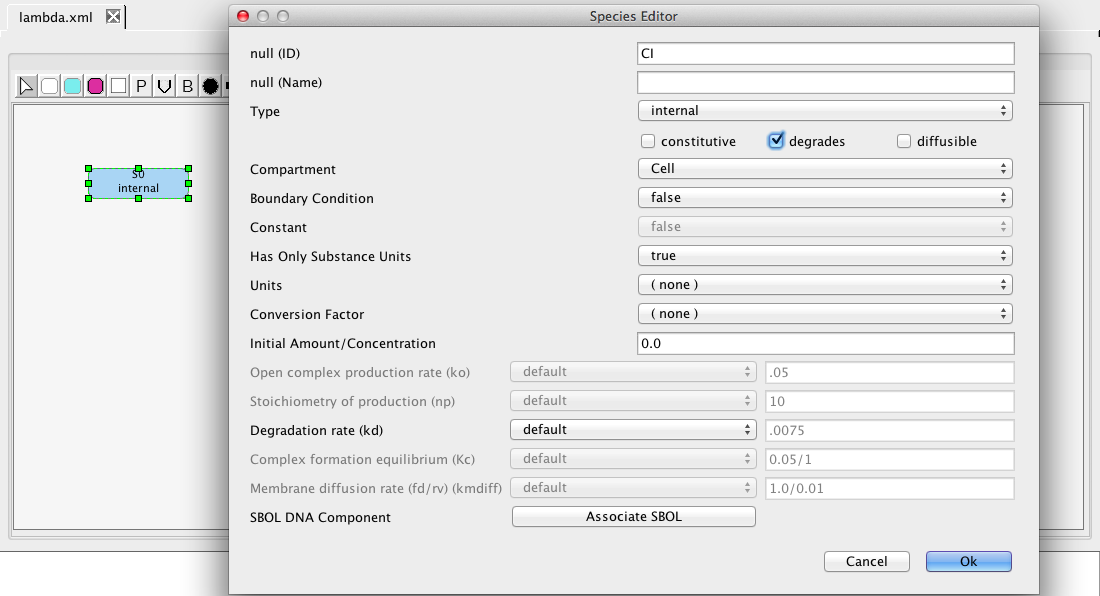 lambda.xml
Species Editor
P V B
S0
internal
null (ID) CI
null (Name)
Type internal
constitutive degrades diffusible
Compartment Cell
Boundary Condition false
Constant false
Has Only Substance Units true
Units ( none )
Conversion Factor ( none )
Initial Amount/Concentration 0.0
Open complex production rate (ko) default .05
Stoichiometry of production (np) default 10
Degradation rate (kd) default .0075
Complex formation equilibrium (Kc) default 0.05/1
Membrane diffusion rate (fd/rv) (kmdiff) default 1.0/0.01
SBOL DNA Component Associate SBOL
Cancel Ok